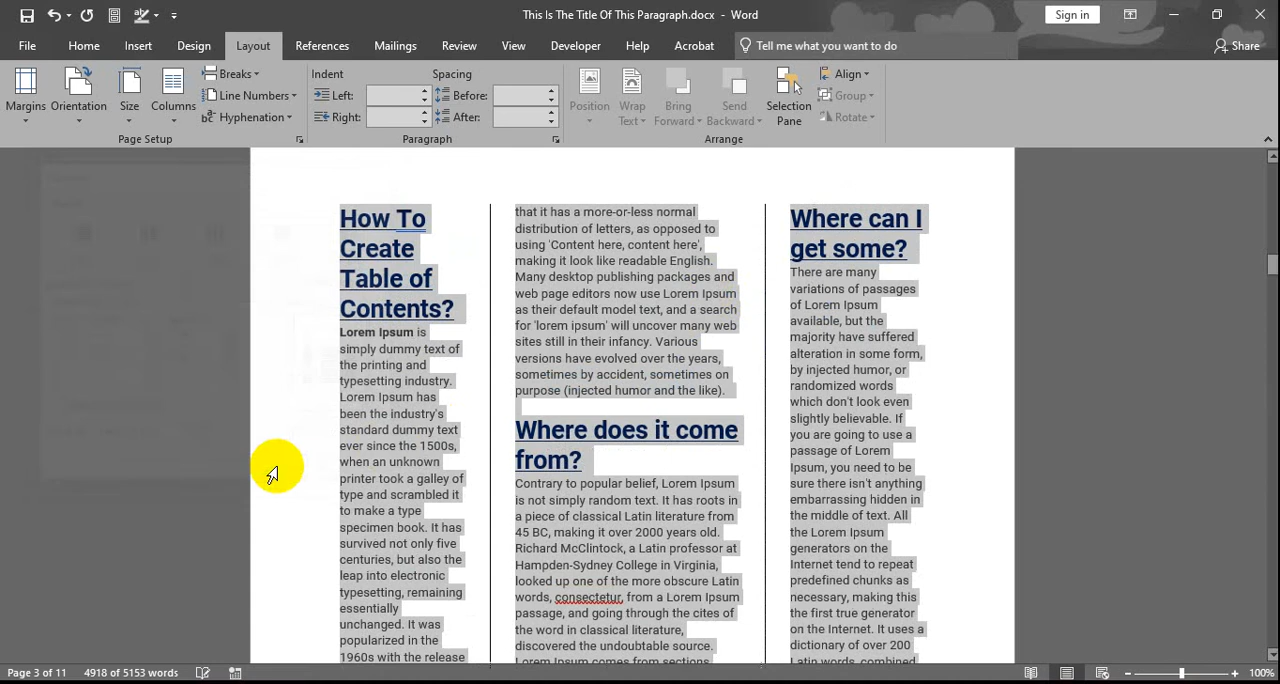 This Is The Title Of This Paragraph.docx - Word
Sign in
File Home Insert Design Layout References Mailings Review View Developer Help Acrobat Tell me what you want to do Share
Margins
Orientation
Size
Columns
Breaks
Line Numbers
Hyphenation
Page Setup
Indent
Left:
Right:
Spacing
Before:
After:
Paragraph
Position
Wrap
Text
Bring
Forward
Send
Backward
Selection
Pane
Align
Group
Rotate
Arrange
How To
Create
Table of
Contents?
Lorem Ipsum is
simply dummy text of
the printing and
typesetting industry.
Lorem Ipsum has
been the industry's
standard dummy text
ever since the 1500s,
when an unknown
printer took a galley of
type and scrambled it
to make a type
specimen book. It has
survived not only five
centuries, but also the
leap into electronic
typesetting, remaining
essentially
unchanged. It was
popularized in the
1960s with the release
that it has a more-or-less normal
distribution of letters, as opposed to
using 'Content here, content here',
making it look like readable English.
Many desktop publishing packages and
web page editors now use Lorem Ipsum
as their default model text, and a search
for 'lorem ipsum' will uncover many web
sites still in their infancy. Various
versions have evolved over the years,
sometimes by accident, sometimes on
purpose (injected humor and the like).
Where does it come
from?
Contrary to popular belief, Lorem Ipsum
is not simply random text. It has roots in
a piece of classical Latin literature from
45 BC, making it over 2000 years old.
Richard McClintock, a Latin professor at
Hampden-Sydney College in Virginia,
looked up one of the more obscure Latin
words, consectetur, from a Lorem Ipsum
passage, and going through the cites of
the word in classical literature,
discovered the undoubtable source.
Lorem Ipsum comes from sections
Where can I
get some?
There are many
variations of passages
of Lorem Ipsum
available, but the
majority have suffered
alteration in some form,
by injected humor, or
randomized words
which don't look even
slightly believable. If
you are going to use a
passage of Lorem
Ipsum, you need to be
sure there isn't anything
embarrassing hidden in
the middle of text. All
the Lorem Ipsum
generators on the
Internet tend to repeat
predefined chunks as
necessary, making this
the first true generator
on the Internet. It uses a
dictionary of over 200
Latin words, combined
Page 3 of 11 4918 of 5153 words
100%